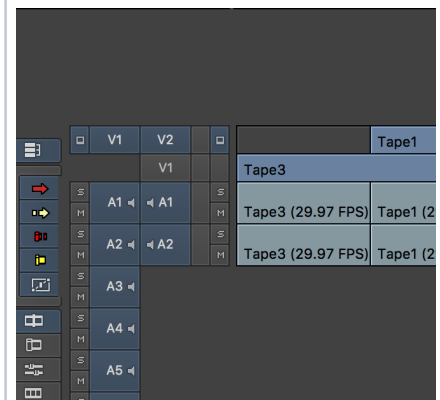 V1 V2 Tape1
V1 Tape3
S S
A1 A1
M M Tape3 (29.97 FPS) Tape1 (2
S S
A2 A2
M M Tape3 (29.97 FPS) Tape1 (2
S
A3
M
S
A4
M
S
A5
M